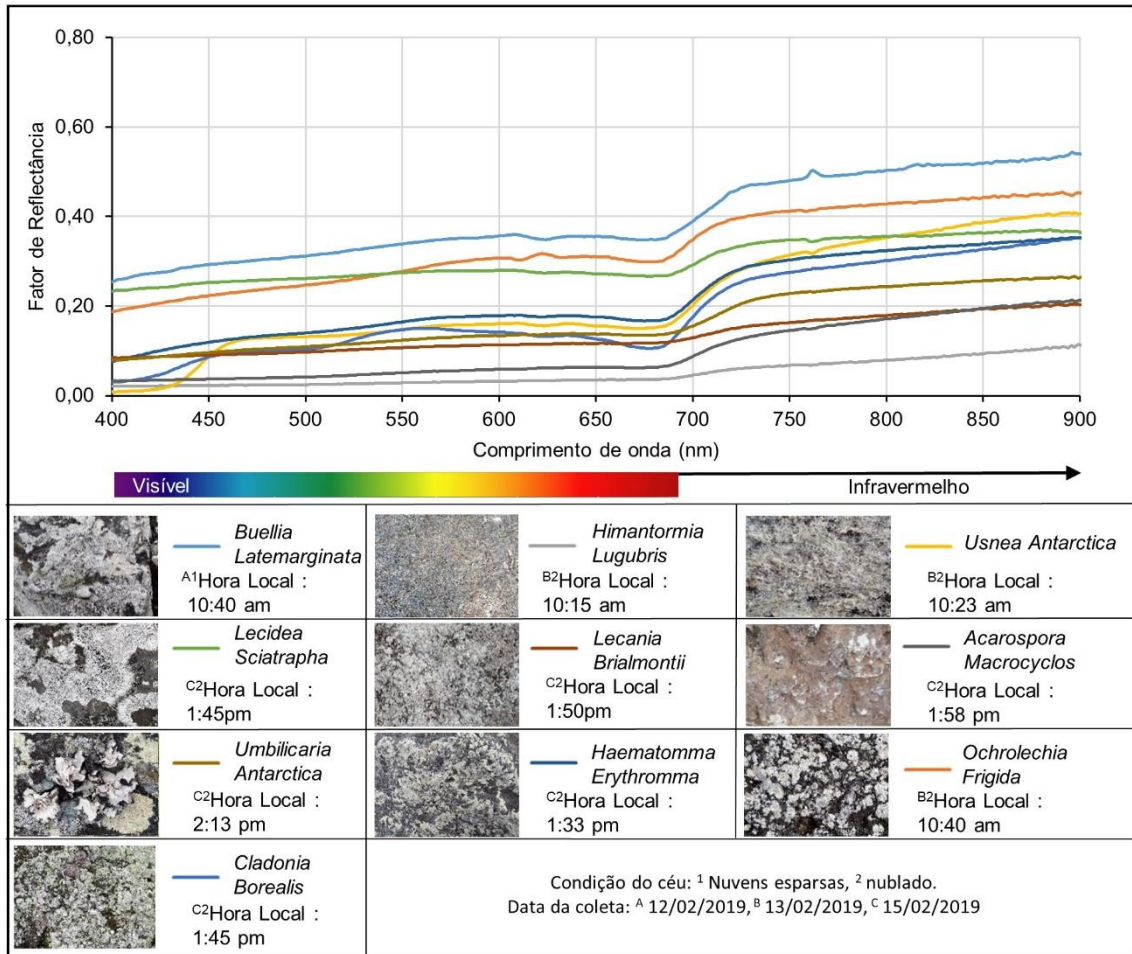 0,80
0,60
0,40
0,20
0,00
Fator de Reflectância
400 450 500 550 600 650 700 750 800 850 900
Comprimento de onda (nm)
Visível Infravermelho
Buellia
Latemarginata
A1Hora Local :
10:40 am
Himantormia
Lugubris
B2Hora Local :
10:15 am
Usnea Antarctica
B2Hora Local :
10:23 am
Lecidea
Sciatrapha
C2Hora Local :
1:45pm
Lecania
Brialmontii
C2Hora Local :
1:50pm
Acarospora
Macrocyclos
C2Hora Local :
1:58 pm
Umbilicaria
Antarctica
C2Hora Local :
2:13 pm
Haematomma
Erythromma
C2Hora Local :
1:33 pm
Ochrolechia
Frigida
B2Hora Local :
10:40 am
Cladonia
Borealis
C2Hora Local :
1:45 pm
Condição do céu: 1 Nuvens esparsas, 2 nublado.
Data da coleta: A 12/02/2019, B 13/02/2019, C 15/02/2019